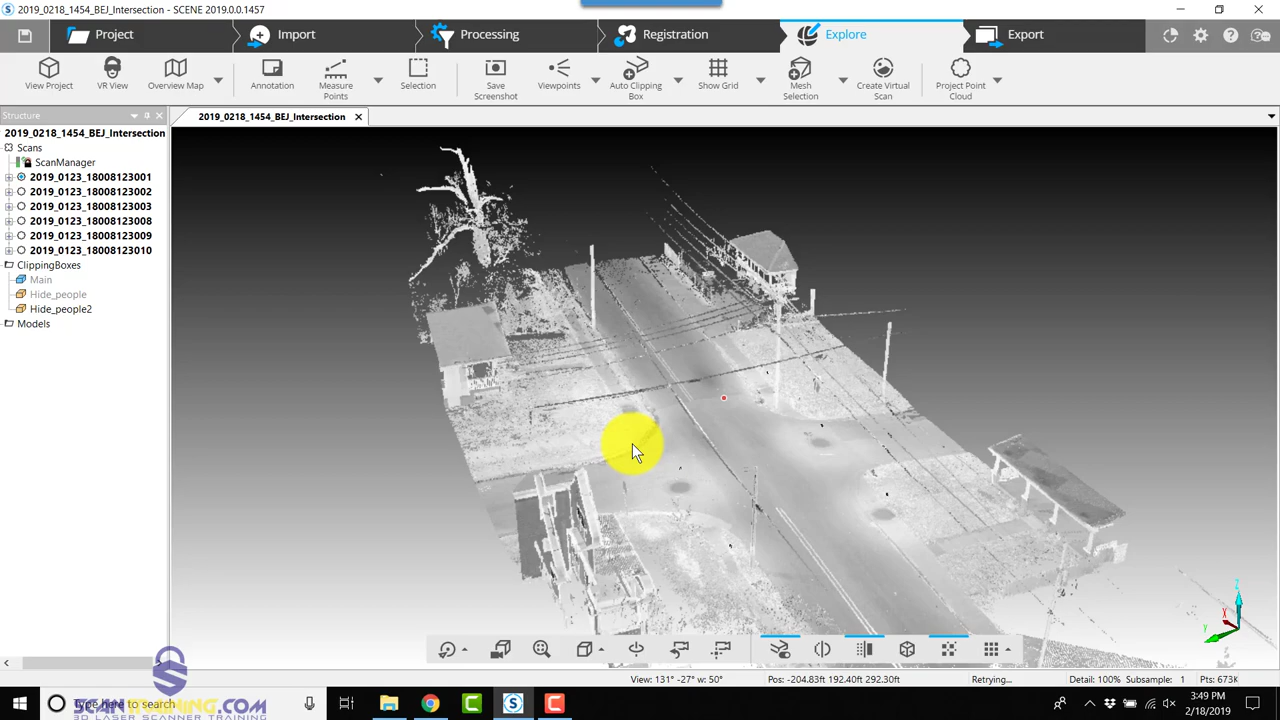 2019_0218_1454_BEJ_Intersection - SCENE 2019.0.0.1457
Project
Import
Processing
Registration
Explore
Export
View Project
VR View
Overview Map
Annotation
Measure Points
Selection
Save Screenshot
Viewpoints
Auto Clipping Box
Show Grid
Mesh Selection
Create Virtual Scan
Project Point Cloud
Structure
2019_0218_1454_BEJ_Intersection
2019_0218_1454_BEJ_Intersection
Scans
ScanManager
2019_0123_18008123001
2019_0123_18008123002
2019_0123_18008123003
2019_0123_18008123008
2019_0123_18008123009
2019_0123_18008123010
ClippingBoxes
Main
Hide_people
Hide_people2
Models
Z
X
Y
View: 131° -27° w: 50°
Pos: -204.83ft 192.40ft 292.30ft
Retrying...
Detail: 100%
Subsample: 1
Pts: 673K
Type here to search
SCANTRAINING.COM
3D LASER SCANNER TRAINING
3:49 PM
2/18/2019